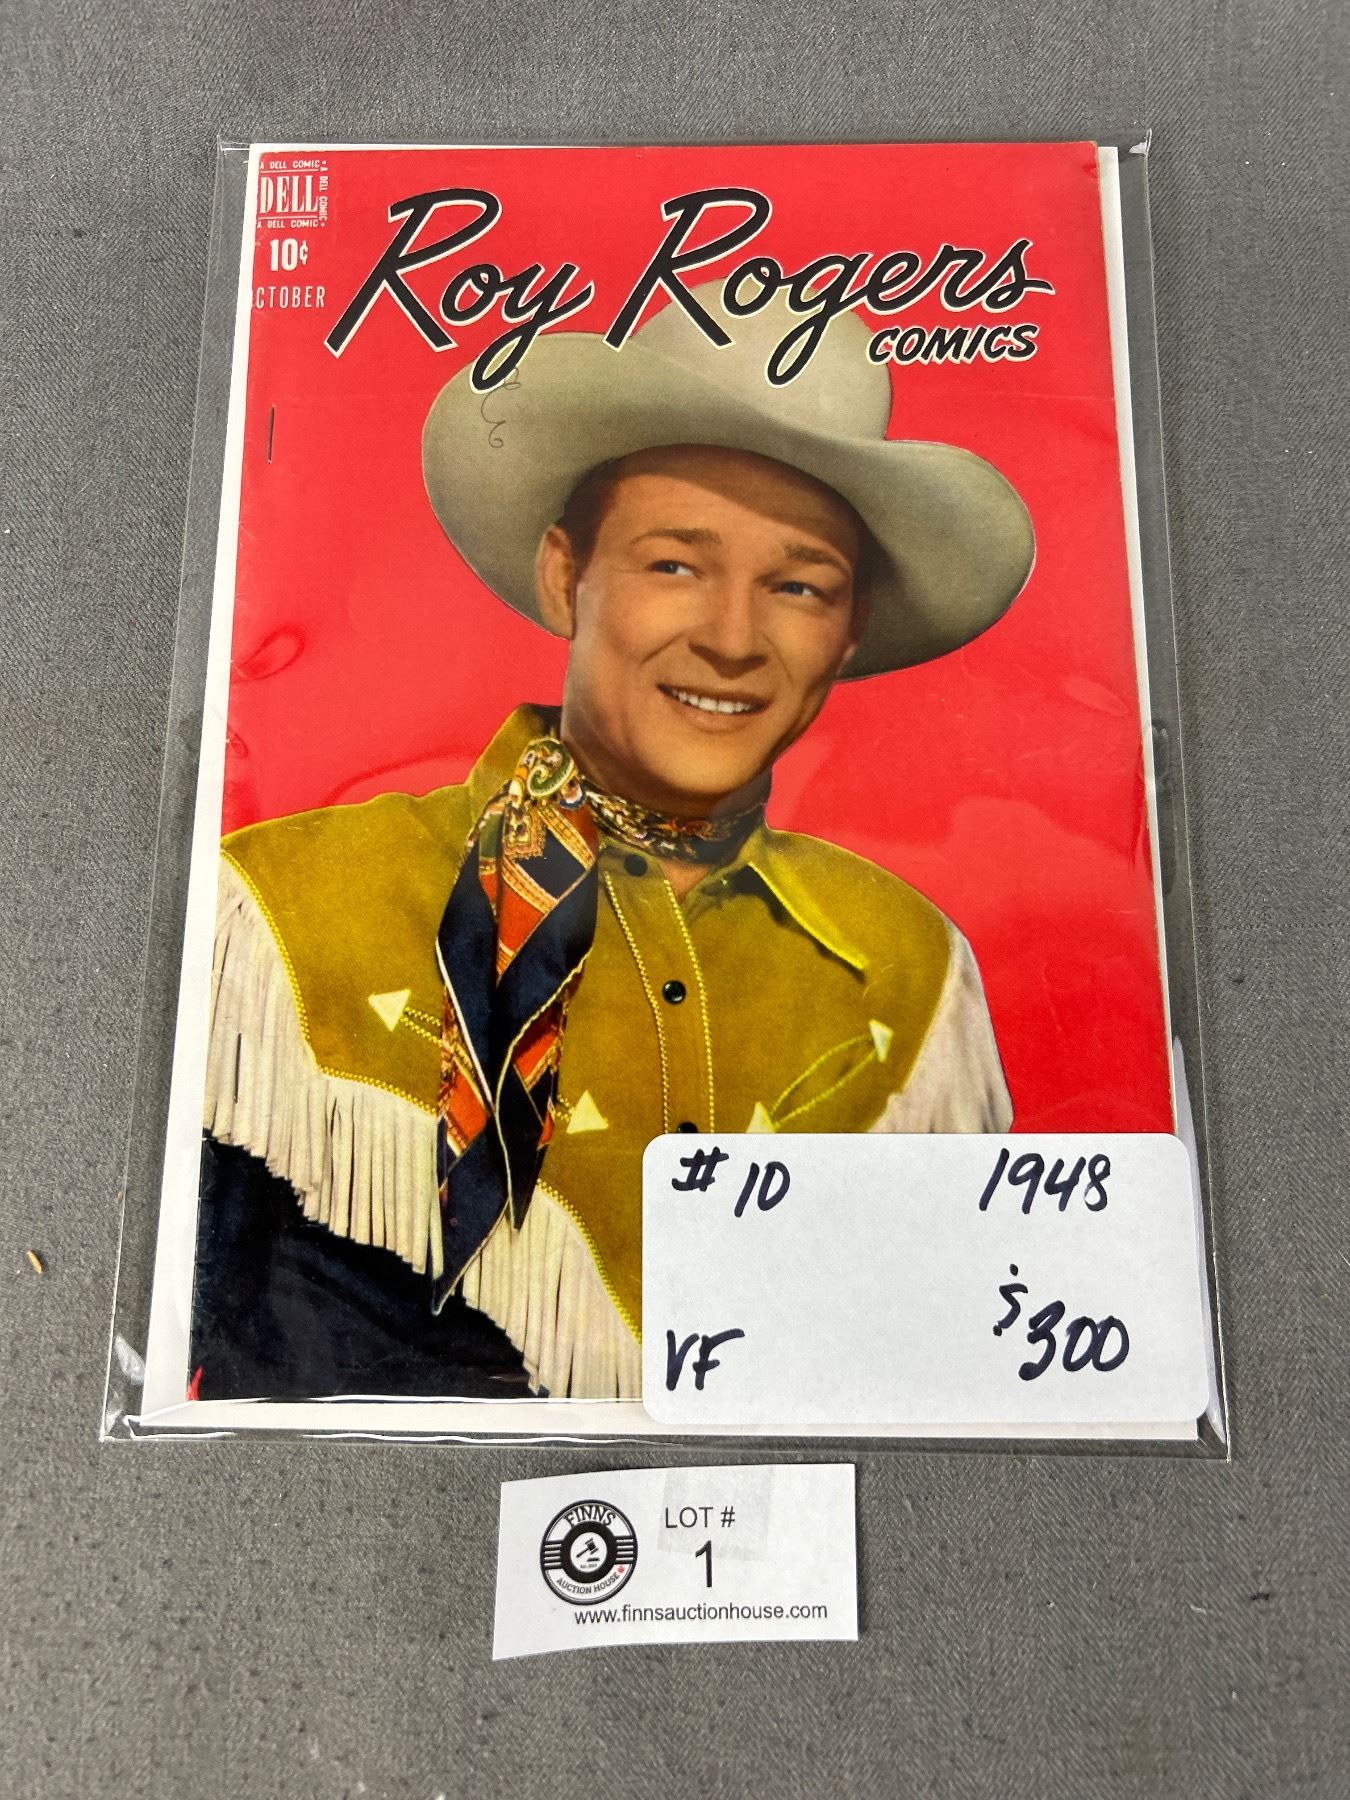 A DELL COMIC
DELL
A DELL COMIC
A DELL COMIC
10¢
OCTOBER
Roy Rogers
COMICS
# 10 1948
VF $300
FINNS
AUCTION HOUSE
LOT #
1
www.finnsauctionhouse.com